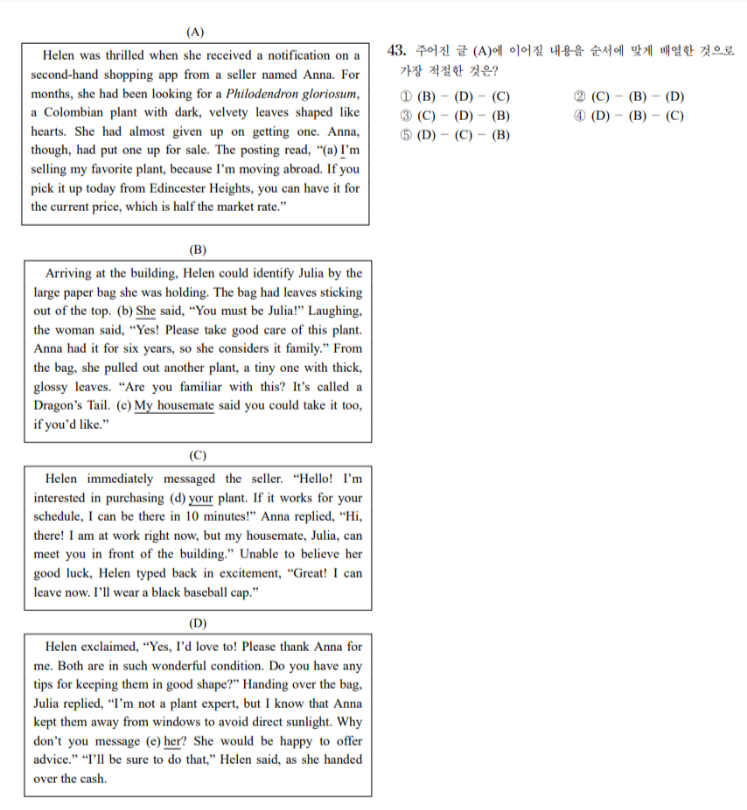 (A)
Helen was thrilled when she received a notification on a
second-hand shopping app from a seller named Anna. For
months, she had been looking for a Philodendron gloriosum,
a Colombian plant with dark, velvety leaves shaped like
hearts. She had almost given up on getting one. Anna,
though, had put one up for sale. The posting read, “(a) I’m
selling my favorite plant, because I’m moving abroad. If you
pick it up today from Edincester Heights, you can have it for
the current price, which is half the market rate.”
(B)
Arriving at the building, Helen could identify Julia by the
large paper bag she was holding. The bag had leaves sticking
out of the top. (b) She said, “You must be Julia!” Laughing,
the woman said, “Yes! Please take good care of this plant.
Anna had it for six years, so she considers it family.” From
the bag, she pulled out another plant, a tiny one with thick,
glossy leaves. “Are you familiar with this? It’s called a
Dragon’s Tail. (c) My housemate said you could take it too,
if you’d like.”
(C)
Helen immediately messaged the seller. “Hello! I’m
interested in purchasing (d) your plant. If it works for your
schedule, I can be there in 10 minutes!” Anna replied, “Hi,
there! I am at work right now, but my housemate, Julia, can
meet you in front of the building.” Unable to believe her
good luck, Helen typed back in excitement, “Great! I can
leave now. I’ll wear a black baseball cap.”
(D)
Helen exclaimed, “Yes, I’d love to! Please thank Anna for
me. Both are in such wonderful condition. Do you have any
tips for keeping them in good shape?” Handing over the bag,
Julia replied, “I’m not a plant expert, but I know that Anna
kept them away from windows to avoid direct sunlight. Why
don’t you message (e) her? She would be happy to offer
advice.” “I’ll be sure to do that,” Helen said, as she handed
over the cash.
43. 주어진 글 (A)에 이어질 내용을 순서에 맞게 배열한 것으로
가장 적절한 것은?
① (B) － (D) － (C) ② (C) － (B) － (D)
③ (C) － (D) － (B) ④ (D) － (B) － (C)
⑤ (D) － (C) － (B)